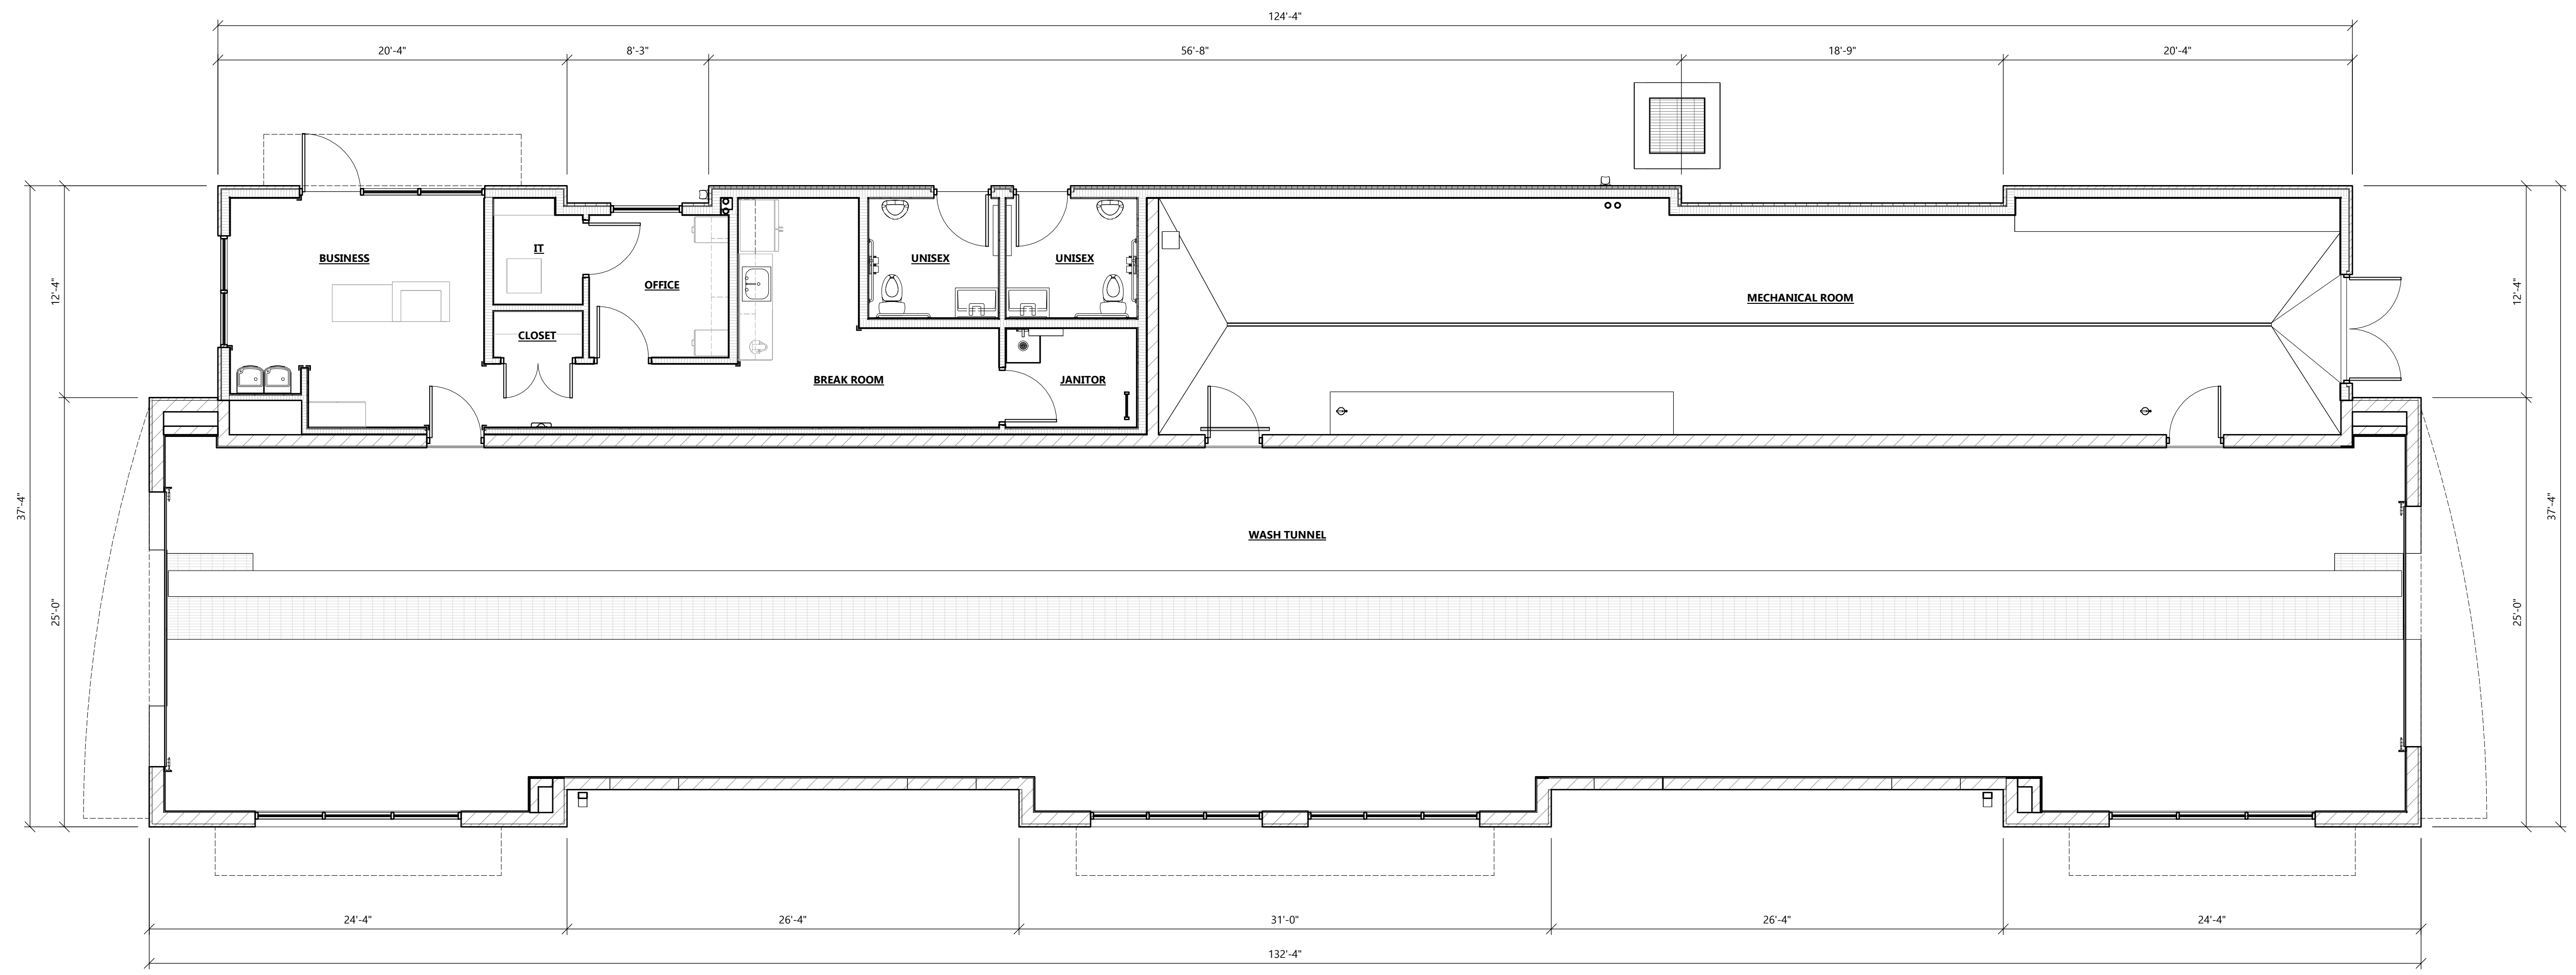 124'-4"
20'-4"
8'-3"
56'-8"
18'-9"
20'-4"
BUSINESS
IT
OFFICE
CLOSET
UNISEX
UNISEX
BREAK ROOM
JANITOR
MECHANICAL ROOM
12'-4"
12'-4"
37'-4"
37'-4"
WASH TUNNEL
25'-0"
25'-0"
24'-4"
26'-4"
31'-0"
26'-4"
24'-4"
132'-4"